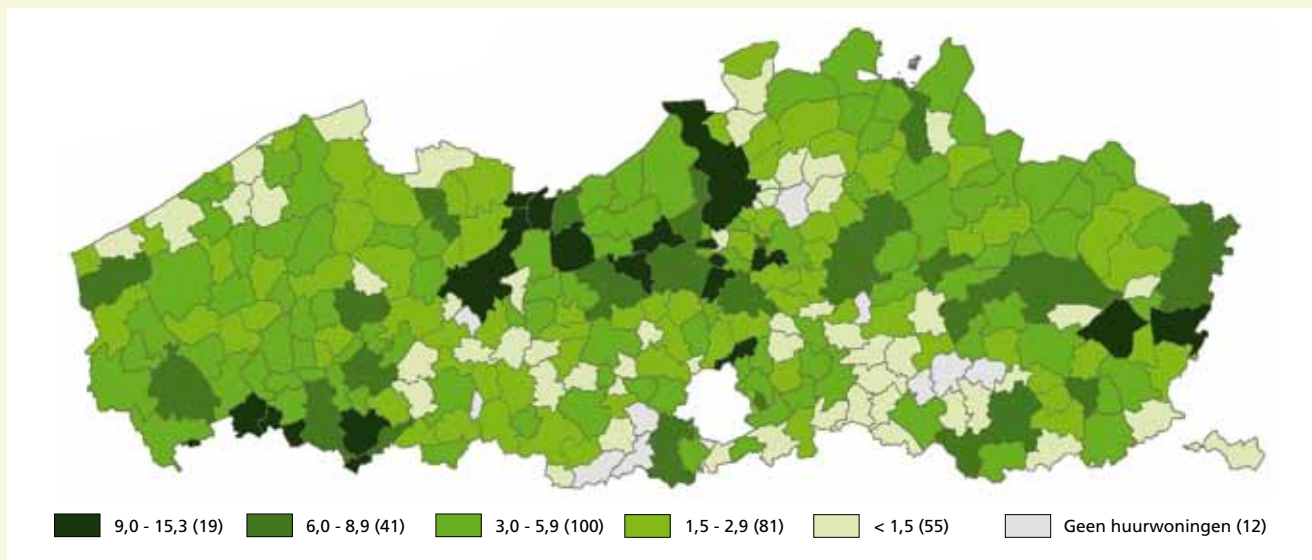 9,0 - 15,3 (19) 6,0 - 8,9 (41) 3,0 - 5,9 (100) 1,5 - 2,9 (81) < 1,5 (55) Geen huurwoningen (12)